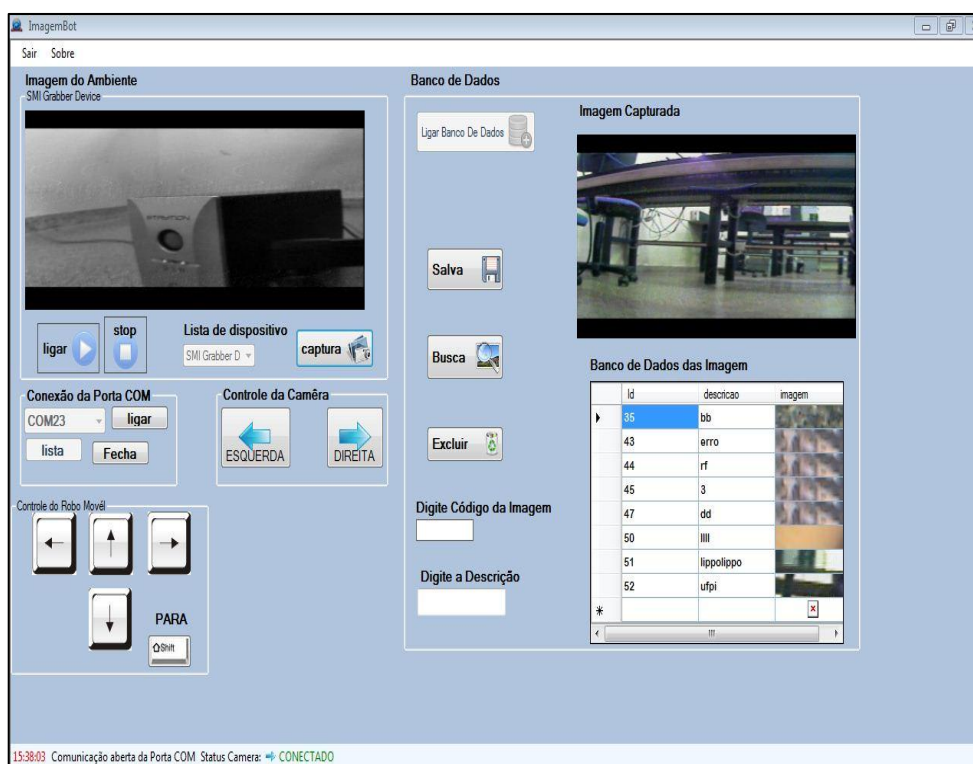 ImagemBot
Sair Sobre
Imagem do Ambiente
SMI Grabber Device
ligar
stop
Lista de dispositivo
SMI Grabber D
captura
Conexão da Porta COM
COM23
ligar
lista
Fecha
Controle da Camêra
ESQUERDA
DIREITA
Controle do Robo Movél
PARA
Shift
Banco de Dados
Ligar Banco De Dados
Imagem Capturada
Salva
Busca
Excluir
Digite Código da Imagem
Digite a Descrição
Banco de Dados das Imagem
Id descricao imagem
35 bb
43 erro
44 rf
45 3
47 dd
50 llll
51 lippolippo
52 ufpi
15:38:03 Comunicação aberta da Porta COM Status Camera: CONECTADO